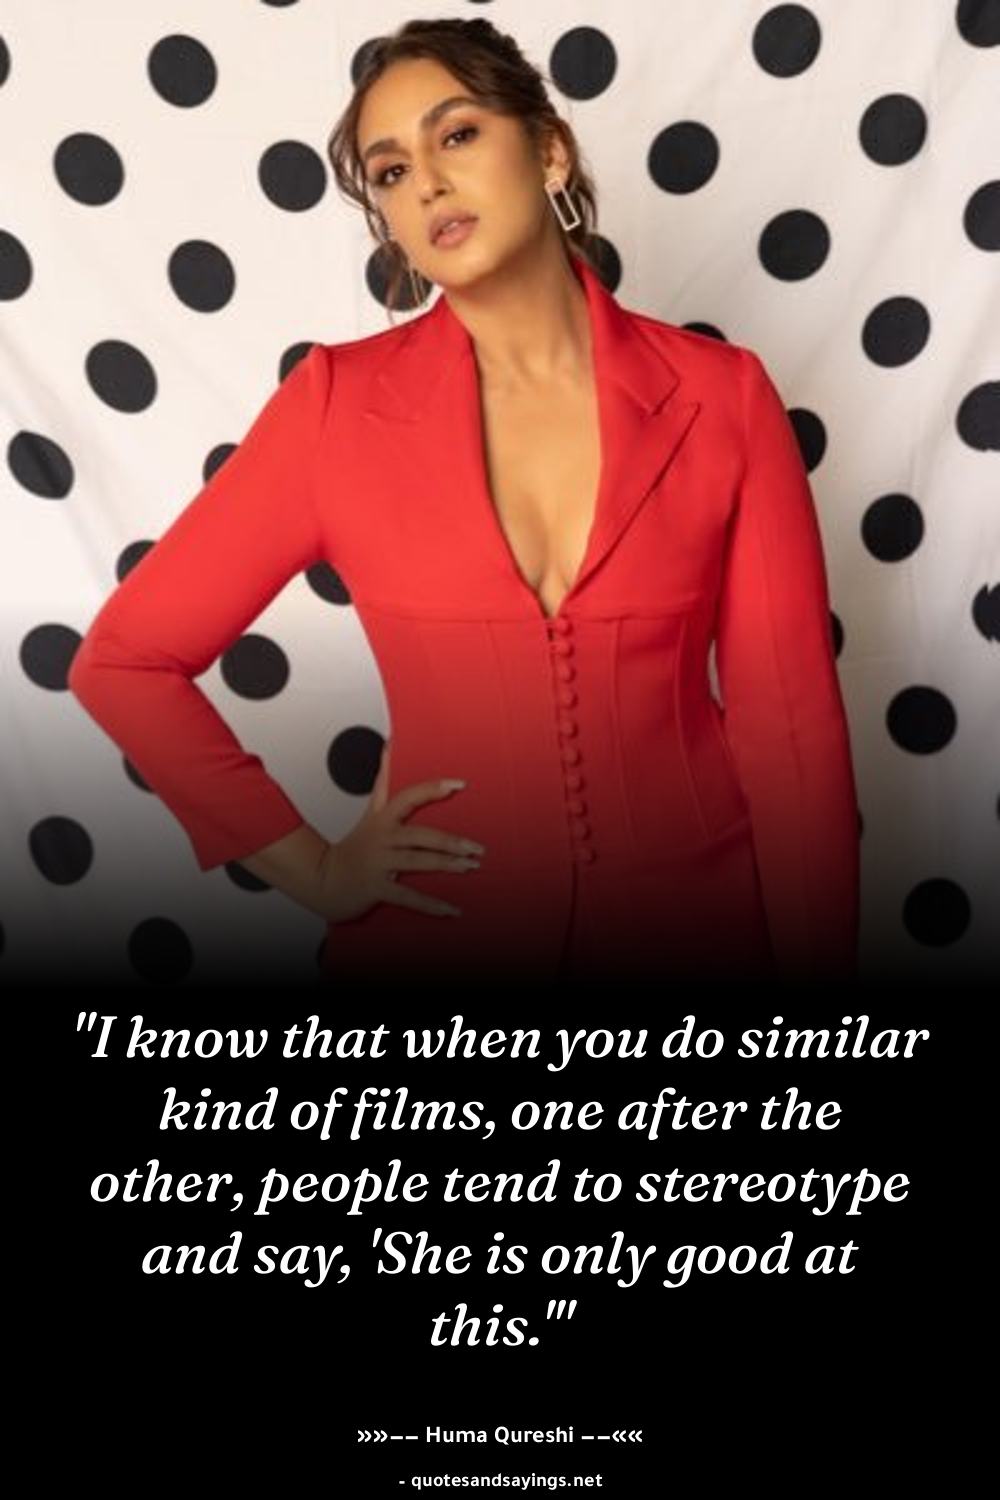 "I know that when you do similar
kind of films, one after the
other, people tend to stereotype
and say, 'She is only good at
this.'"
»»-- Huma Qureshi --««
- quotesandsayings.net